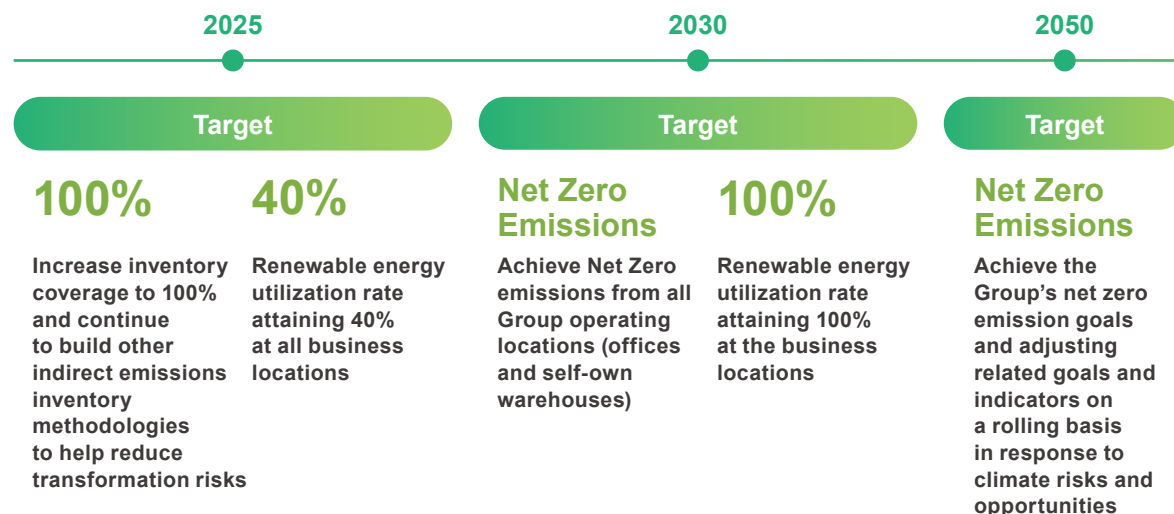 2025
2030
2050
Target
Target
Target
100%
Increase inventory
coverage to 100%
and continue
to build other
indirect emissions
inventory
methodologies
to help reduce
transformation risks
40%
Renewable energy
utilization rate
attaining 40%
at all business
locations
Net Zero
Emissions
Achieve Net Zero
emissions from all
Group operating
locations (offices
and self-own
warehouses)
100%
Renewable energy
utilization rate
attaining 100%
at the business
locations
Net Zero
Emissions
Achieve the
Group's net zero
emission goals
and adjusting
related goals and
indicators on
a rolling basis
in response to
climate risks and
opportunities